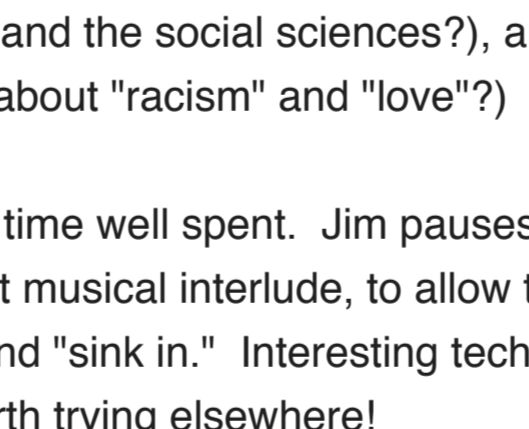 and the social sciences?), a
about "racism" and "love"?)
time well spent.  Jim pauses
t musical interlude, to allow t
nd "sink in."  Interesting tech
rth trying elsewhere!